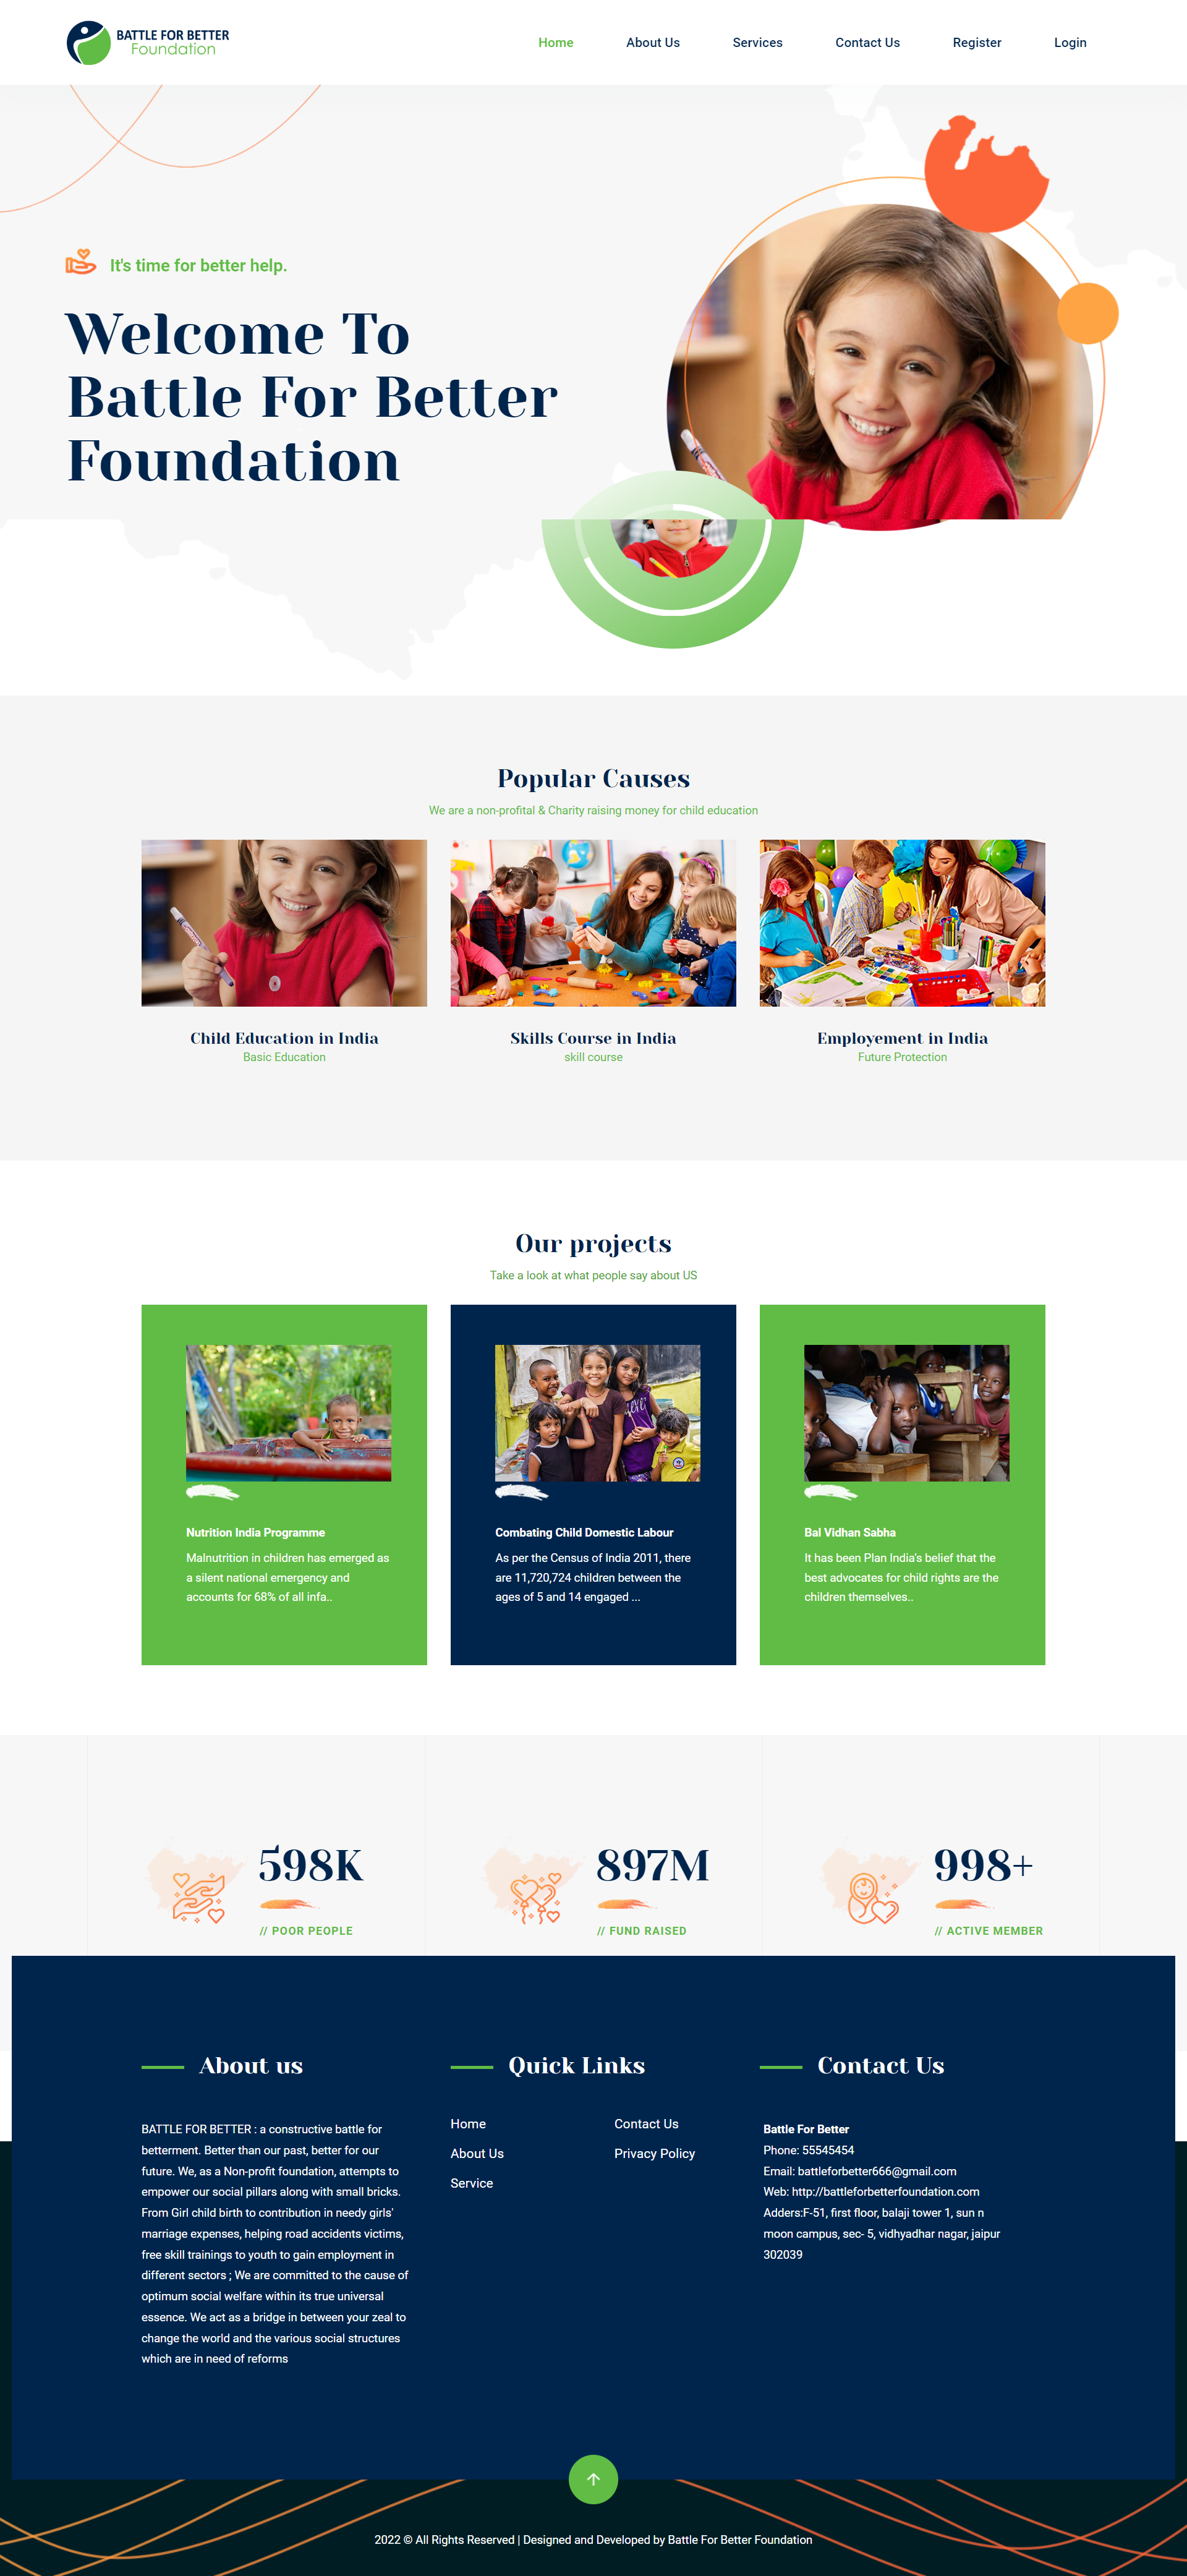 BATTLE FOR BETTER
Foundation
Home
About Us
Services
Contact Us
Register
Login
It's time for better help.
Welcome To
Battle For Better
Foundation
Popular Causes
We are a non-profital & Charity raising money for child education
Child Education in India
Basic Education
Skills Course in India
skill course
Employement in India
Future Protection
Our projects
Take a look at what people say about US
Nutrition India Programme
Malnutrition in children has emerged as
a silent national emergency and
accounts for 68% of all infa..
Combating Child Domestic Labour
As per the Census of India 2011, there
are 11,720,724 children between the
ages of 5 and 14 engaged ...
Bal Vidhan Sabha
It has been Plan India's belief that the
best advocates for child rights are the
children themselves..
598K
// POOR PEOPLE
897M
// FUND RAISED
998+
// ACTIVE MEMBER
About us
BATTLE FOR BETTER : a constructive battle for
betterment. Better than our past, better for our
future. We, as a Non-profit foundation, attempts to
empower our social pillars along with small bricks.
From Girl child birth to contribution in needy girls'
marriage expenses, helping road accidents victims,
free skill trainings to youth to gain employment in
different sectors ; We are committed to the cause of
optimum social welfare within its true universal
essence. We act as a bridge in between your zeal to
change the world and the various social structures
which are in need of reforms
Quick Links
Home
About Us
Service
Contact Us
Privacy Policy
Contact Us
Battle For Better
Phone: 55545454
Email: battleforbetter666@gmail.com
Web: http://battleforbetterfoundation.com
Adders:F-51, first floor, balaji tower 1, sun n
moon campus, sec- 5, vidhyadhar nagar, jaipur
302039
2022 © All Rights Reserved | Designed and Developed by Battle For Better Foundation